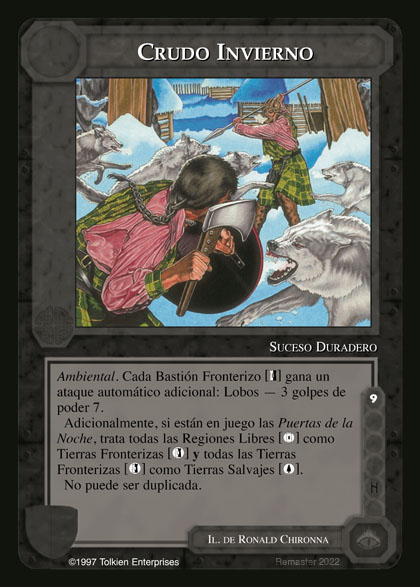 Crudo Invierno
Suceso Duradero
Ambiental. Cada Bastión Fronterizo [] gana un
ataque automático adicional: Lobos — 3 golpes de
poder 7.
Adicionalmente, si están en juego las Puertas de la
Noche, trata todas las Regiones Libres [] como
Tierras Fronterizas [] y todas las Tierras
Fronterizas [] como Tierras Salvajes [].
No puede ser duplicada.
9
H
Il. de Ronald Chironna
©1997 Tolkien Enterprises
Remaster 2022